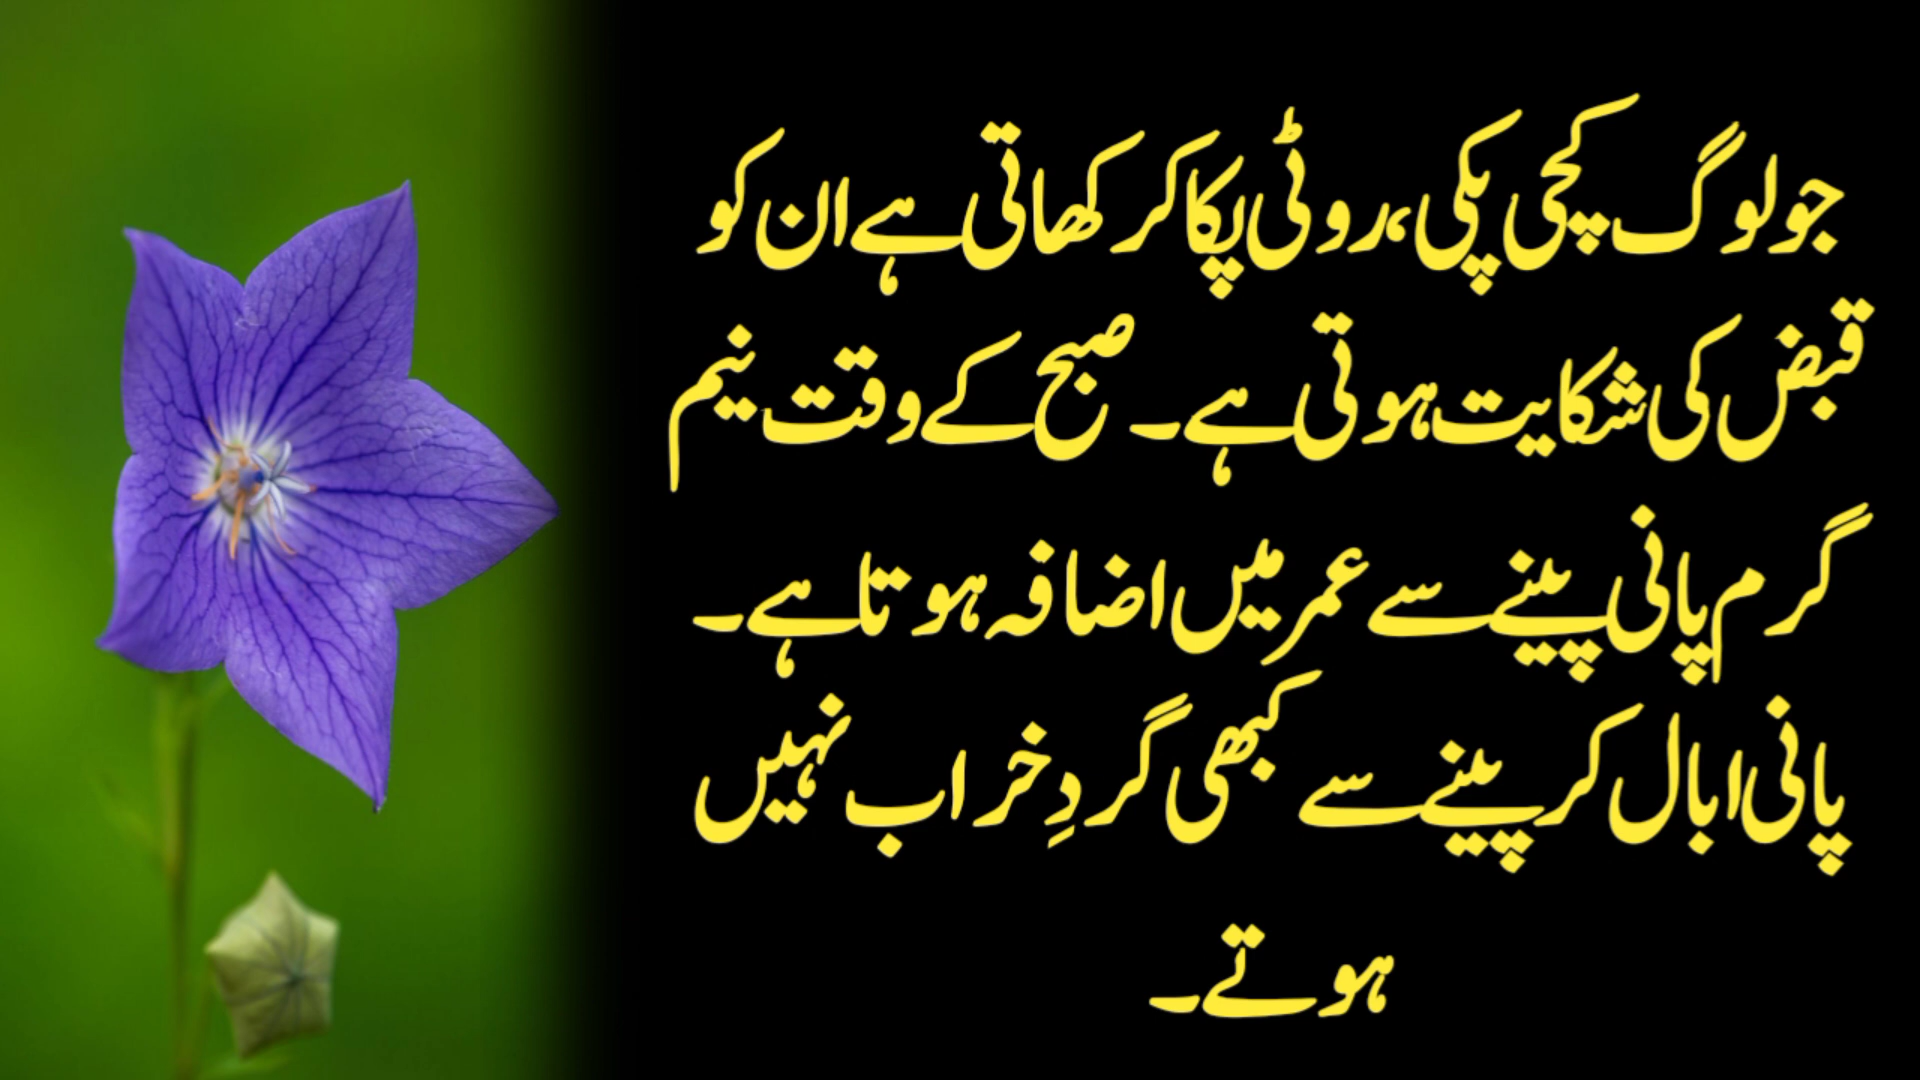 جو لوگ کچی پکی، روٹی پکا کر کھاتی ہے ان کو
قبض کی شکایت ہوتی ہے۔ صبح کے وقت نیم
گرم پانی پینے سے عمر میں اضافہ ہوتا ہے۔
پانی ابال کر پینے سے کبھی گردِ خراب نہیں
ہوتے۔